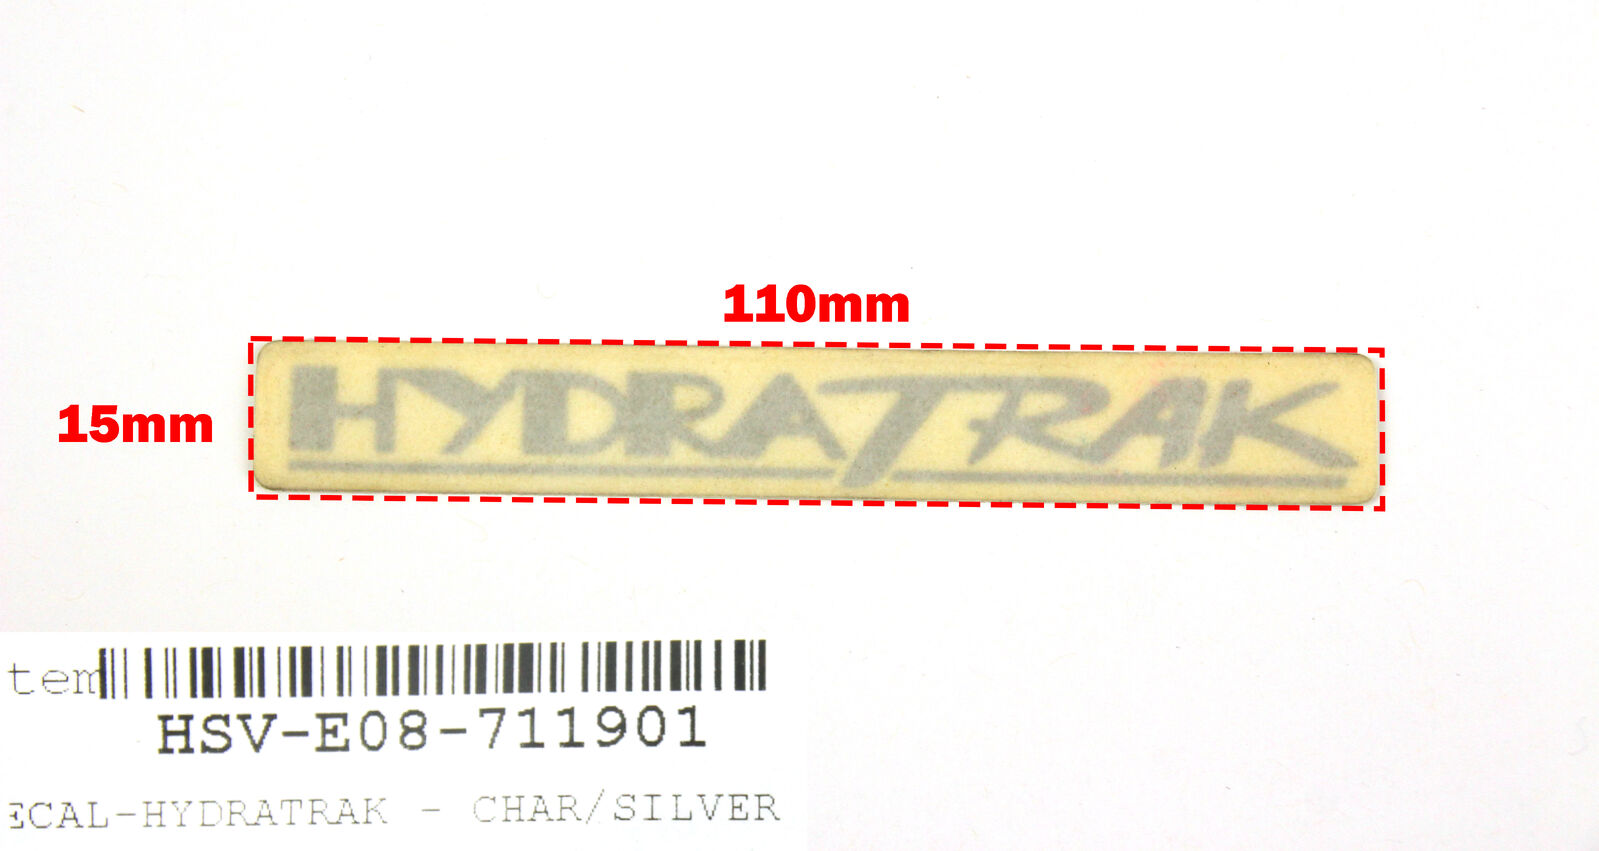 110mm
15mm
HYDRATRAK
tem
HSV-E08-711901
ECAL-HYDRATRAK - CHAR/SILVER